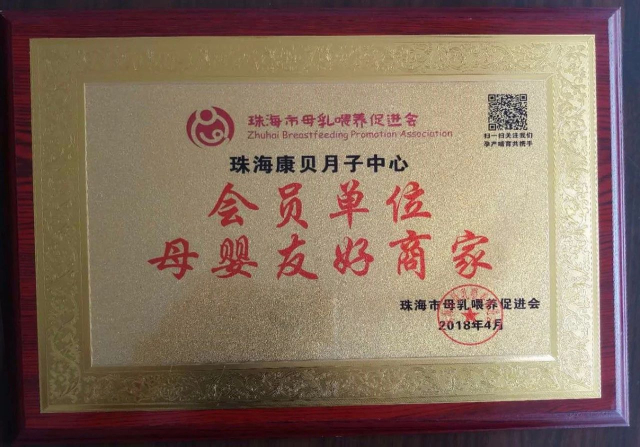 珠海市母乳喂养促进会
Zhuhai Breastfeeding Promotion Association
扫一扫关注我们
孕产哺育共携手
珠海康贝月子中心
会员单位
母婴友好商家
珠海市母乳喂养促进会
2018年4月